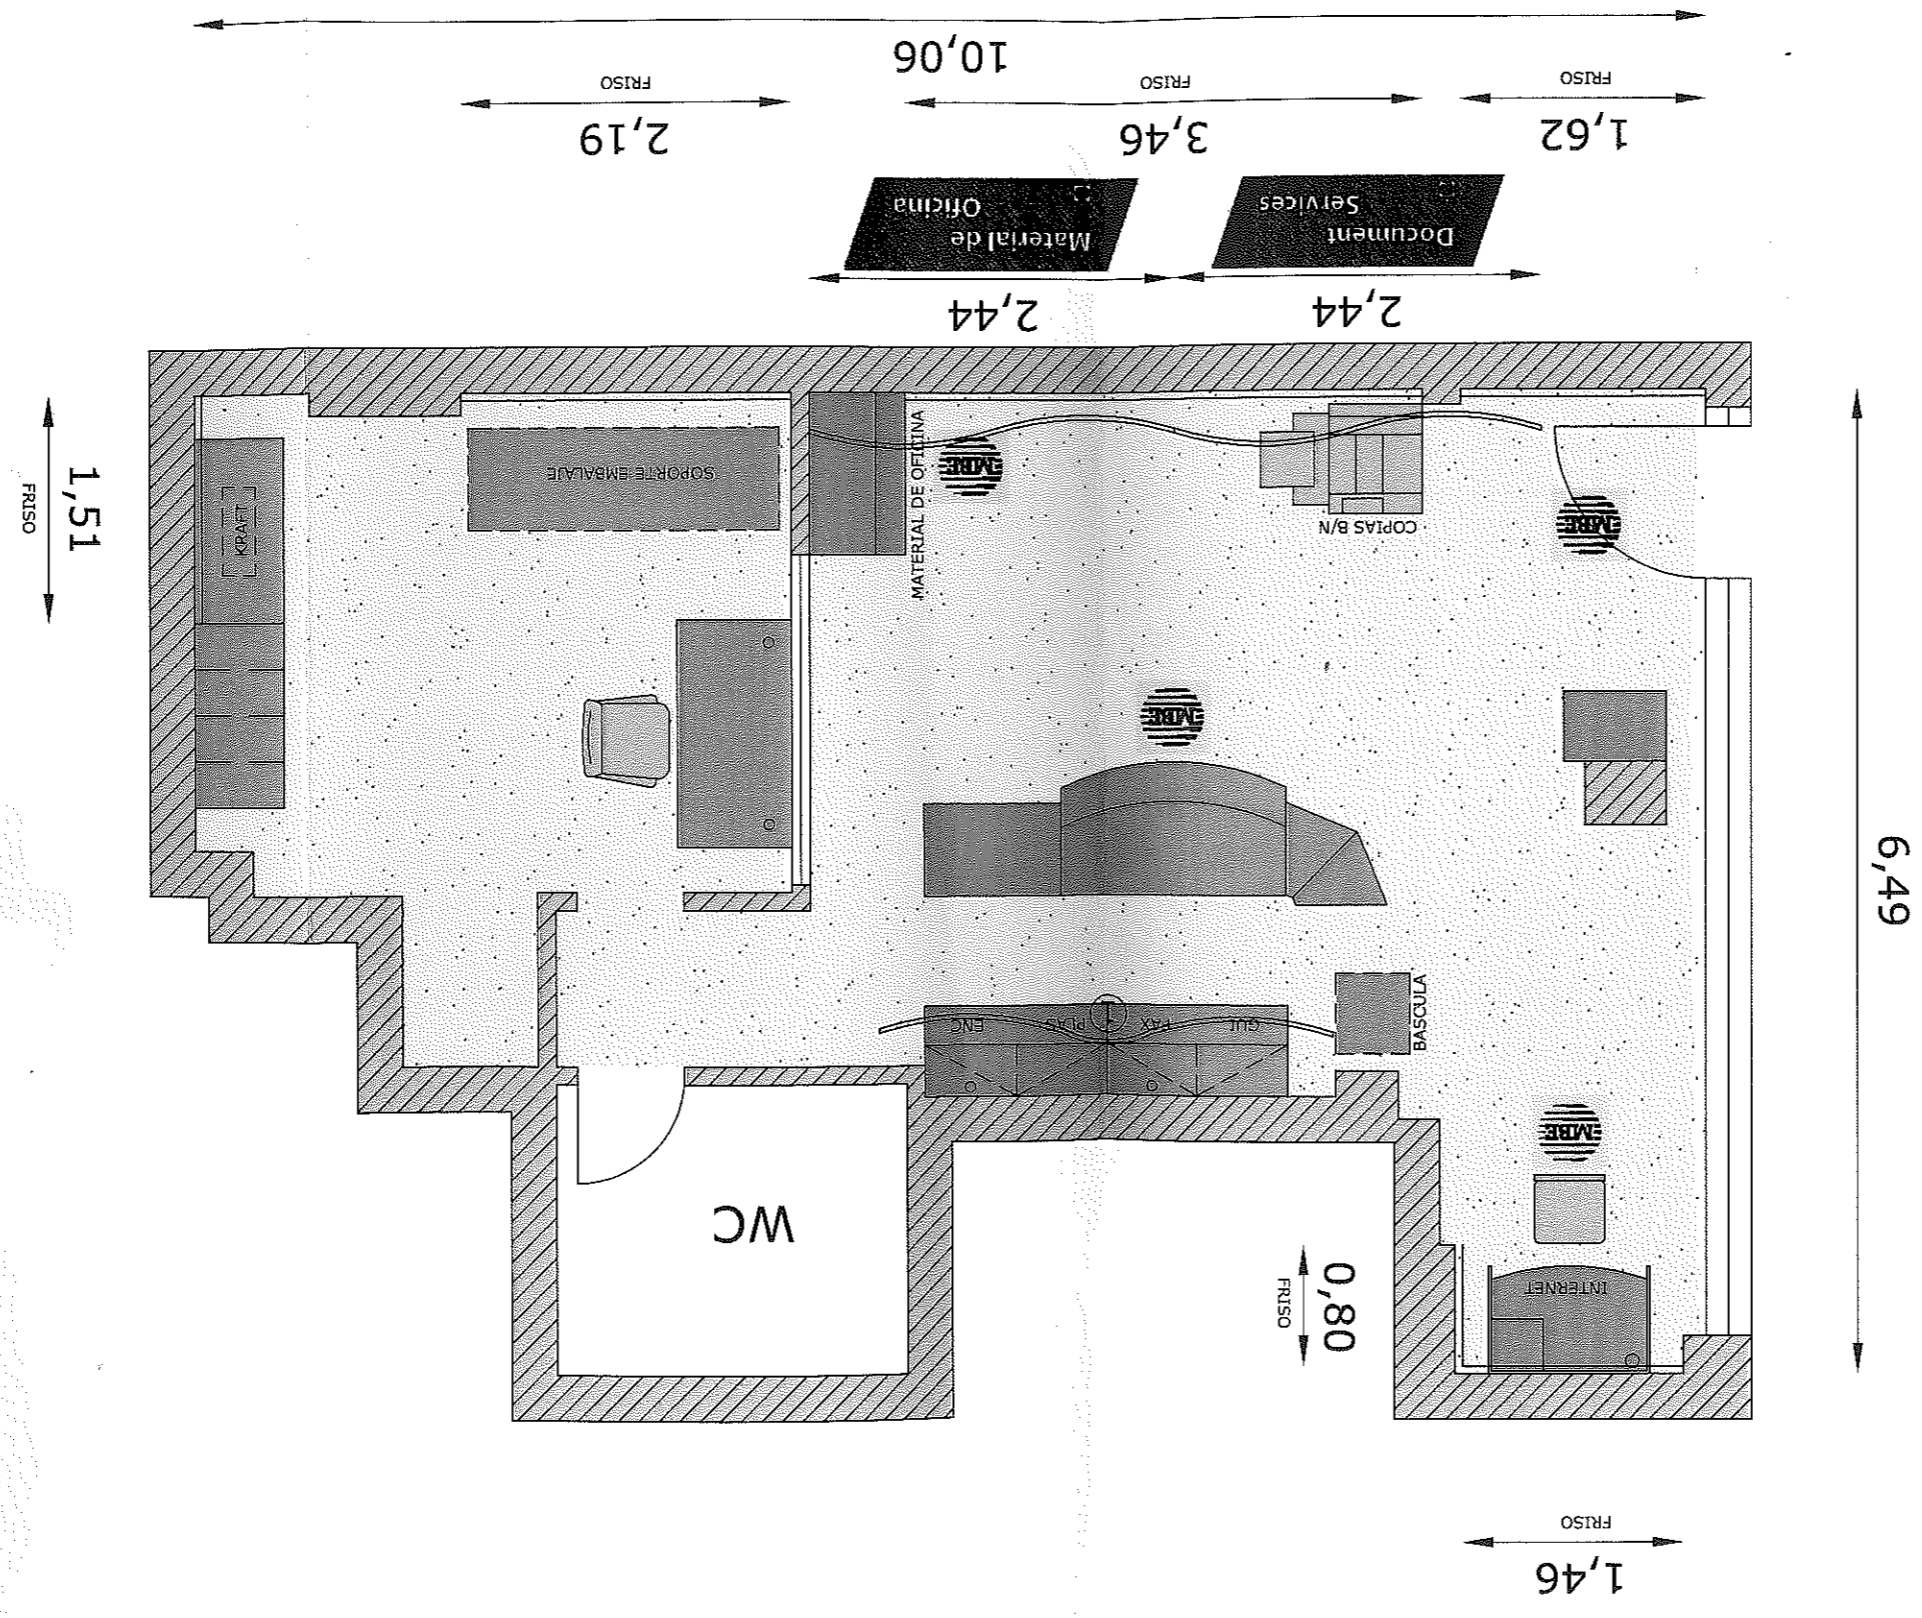 10,06
FRISO
2,19
FRISO
3,46
FRISO
1,62
Material de
Oficina
Document
Services
2,44
2,44
FRISO
1,51
KRAFT
SOPORTE EMBALAJE
MATERIAL DE OFICINA
MBE
COPIAS B/N
MBE
MBE
6,49
ENC
PLAS
FAX
GUI
BASCULA
MBE
WC
FRISO
0,80
INTERNET
FRISO
1,46